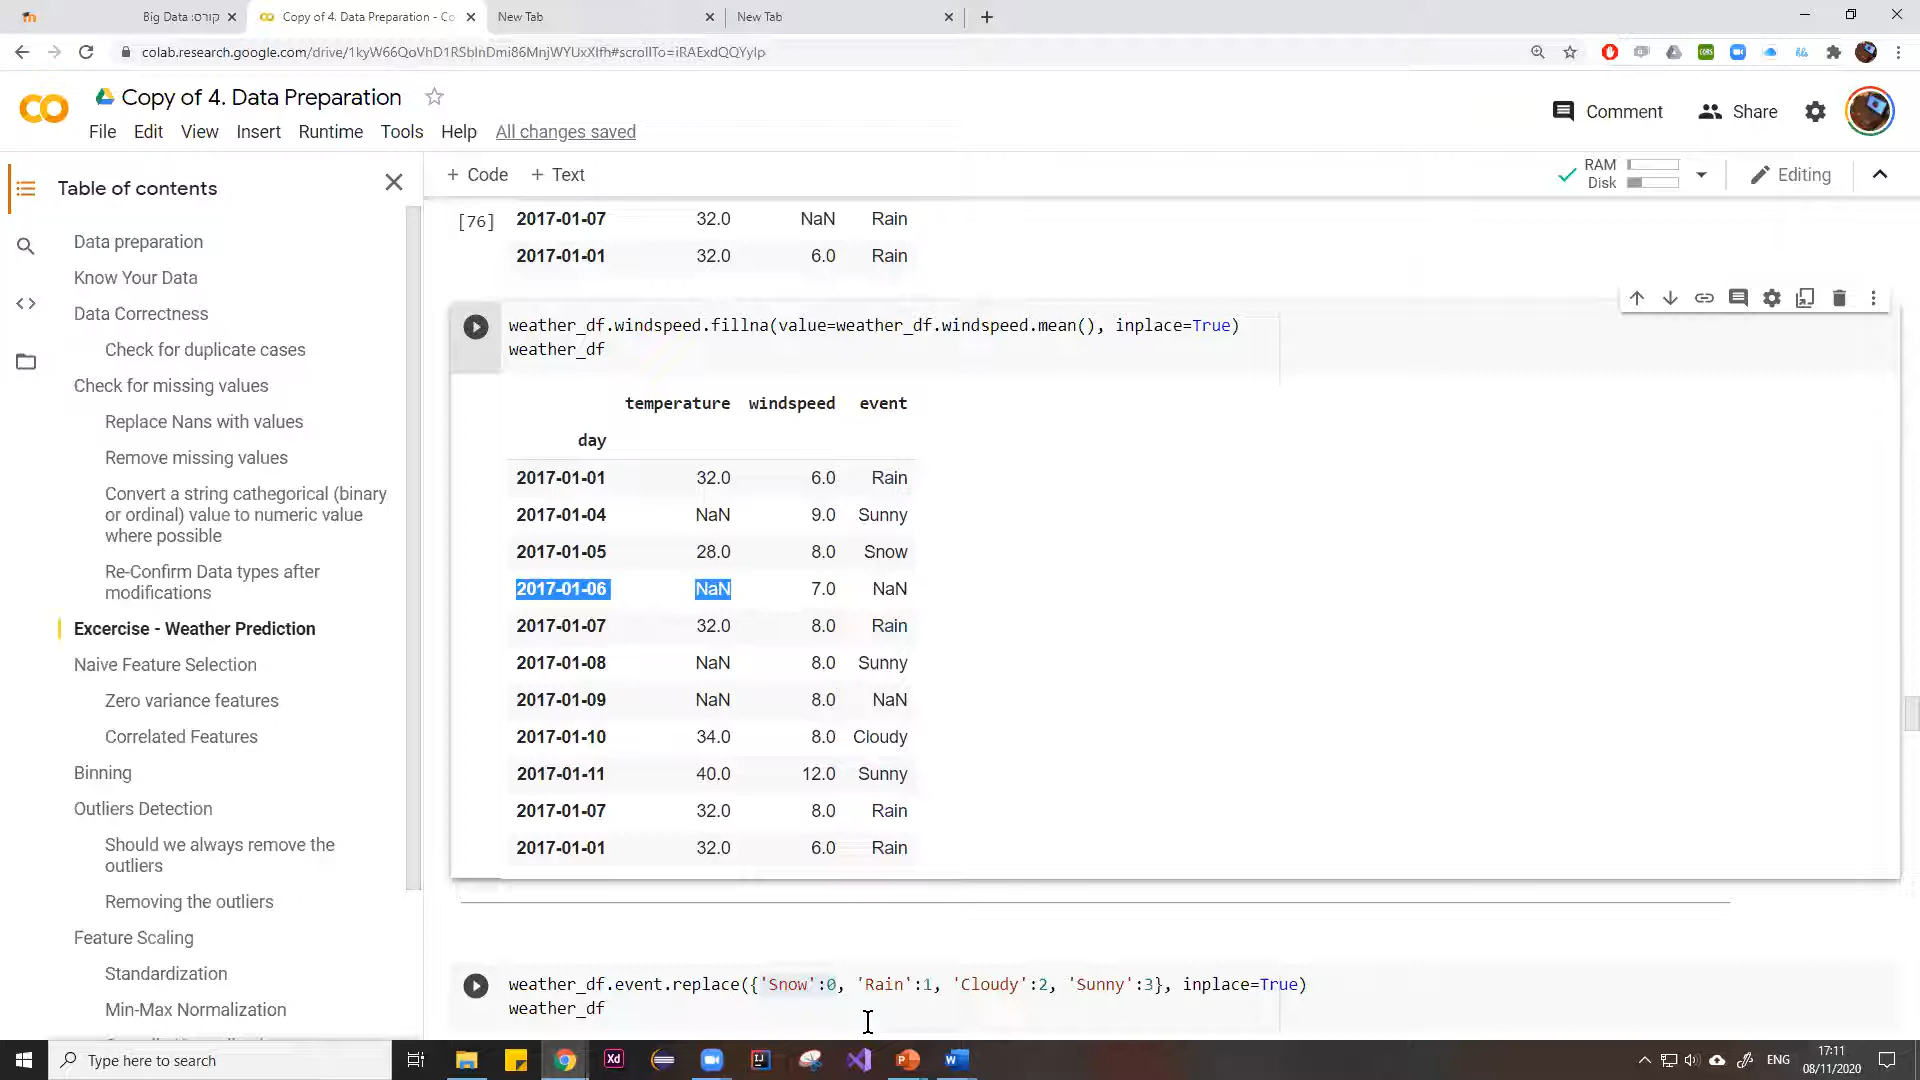 קורס: Big Data
Copy of 4. Data Preparation - Co
New Tab
New Tab
colab.research.google.com/drive/1kyW66QoVhD1RSbInDmi86MnjWYUxXIfh#scrollTo=iRAExdQQYyIp
Copy of 4. Data Preparation
Comment
Share
File Edit View Insert Runtime Tools Help All changes saved
Table of contents
+ Code + Text
RAM
Disk
Editing
Data preparation
Know Your Data
Data Correctness
Check for duplicate cases
Check for missing values
Replace Nans with values
Remove missing values
Convert a string cathegorical (binary
or ordinal) value to numeric value
where possible
Re-Confirm Data types after
modifications
Excercise - Weather Prediction
Naive Feature Selection
Zero variance features
Correlated Features
Binning
Outliers Detection
Should we always remove the
outliers
Removing the outliers
Feature Scaling
Standardization
Min-Max Normalization
[76] 2017-01-07 32.0 NaN Rain
2017-01-01 32.0 6.0 Rain
weather_df.windspeed.fillna(value=weather_df.windspeed.mean(), inplace=True)
weather_df
temperature windspeed event
day
2017-01-01 32.0 6.0 Rain
2017-01-04 NaN 9.0 Sunny
2017-01-05 28.0 8.0 Snow
2017-01-06 NaN 7.0 NaN
2017-01-07 32.0 8.0 Rain
2017-01-08 NaN 8.0 Sunny
2017-01-09 NaN 8.0 NaN
2017-01-10 34.0 8.0 Cloudy
2017-01-11 40.0 12.0 Sunny
2017-01-07 32.0 8.0 Rain
2017-01-01 32.0 6.0 Rain
weather_df.event.replace({'Snow':0, 'Rain':1, 'Cloudy':2, 'Sunny':3}, inplace=True)
weather_df
Type here to search
ENG
17:11
08/11/2020